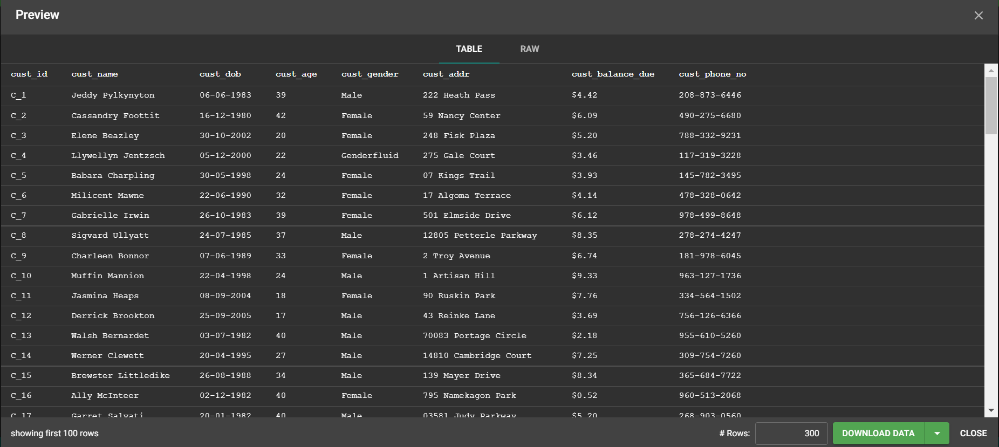 Preview
TABLE RAW
cust_id cust_name cust_dob cust_age cust_gender cust_addr cust_balance_due cust_phone_no
C_1 Jeddy Pylkynyton 06-06-1983 39 Male 222 Heath Pass $4.42 208-873-6446
C_2 Cassandry Foottit 16-12-1980 42 Female 59 Nancy Center $6.09 490-275-6680
C_3 Elene Beazley 30-10-2002 20 Female 248 Fisk Plaza $5.20 788-332-9231
C_4 Llywellyn Jentzsch 05-12-2000 22 Genderfluid 275 Gale Court $3.46 117-319-3228
C_5 Babara Charpling 30-05-1998 24 Female 07 Kings Trail $3.93 145-782-3495
C_6 Milicent Mawne 22-06-1990 32 Female 17 Algoma Terrace $4.14 478-328-0642
C_7 Gabrielle Irwin 26-10-1983 39 Female 501 Elmside Drive $6.12 978-499-8648
C_8 Sigvard Ullyatt 24-07-1985 37 Male 12805 Petterle Parkway $8.35 278-274-4247
C_9 Charleen Bonnor 07-06-1989 33 Female 2 Troy Avenue $6.74 181-978-6045
C_10 Muffin Mannion 22-04-1998 24 Male 1 Artisan Hill $9.33 963-127-1736
C_11 Jasmina Heaps 08-09-2004 18 Female 90 Ruskin Park $7.76 334-564-1502
C_12 Derrick Brookton 25-09-2005 17 Male 43 Reinke Lane $3.69 756-126-6366
C_13 Walsh Bernardet 03-07-1982 40 Male 70083 Portage Circle $2.18 955-610-5260
C_14 Werner Clewett 20-04-1995 27 Male 14810 Cambridge Court $7.25 309-754-7260
C_15 Brewster Littledike 26-08-1988 34 Male 139 Mayer Drive $8.34 365-684-7722
C_16 Ally McInteer 02-12-1982 40 Female 795 Namekagon Park $0.52 960-513-2068
C_17 Garret Salvati 20-01-1982 40 Male 03581 Judy Parkway $5.20 268-903-0560
showing first 100 rows # Rows: 300 DOWNLOAD DATA CLOSE